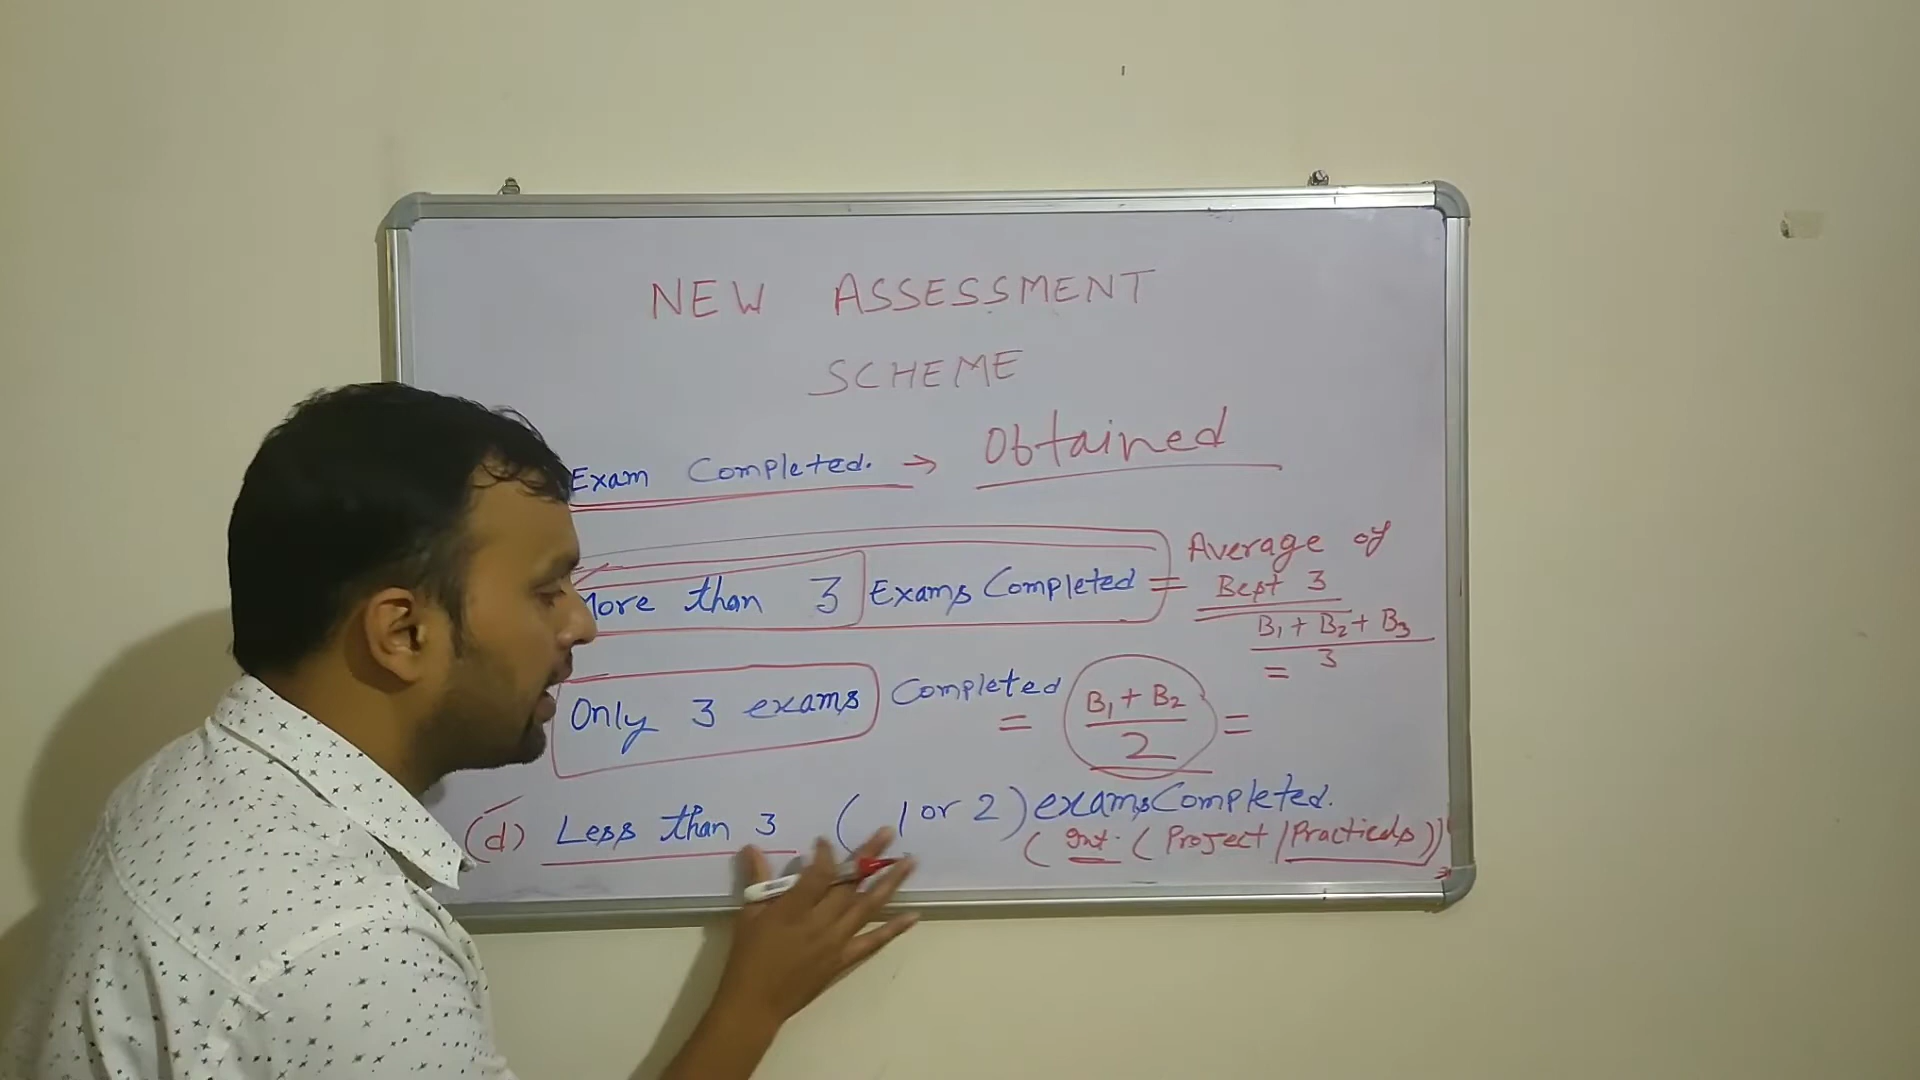 NEW ASSESSMENT
SCHEME
Exam Completed. → Obtained
More than 3 Exams Completed = Average of
Best 3
B₁ + B₂ + B₃
3
=
Only 3 exams Completed = B₁ + B₂
2
=
(d) Less than 3 ( 1 or 2 ) exams Completed.
( Int. ( Project / Practicals ))